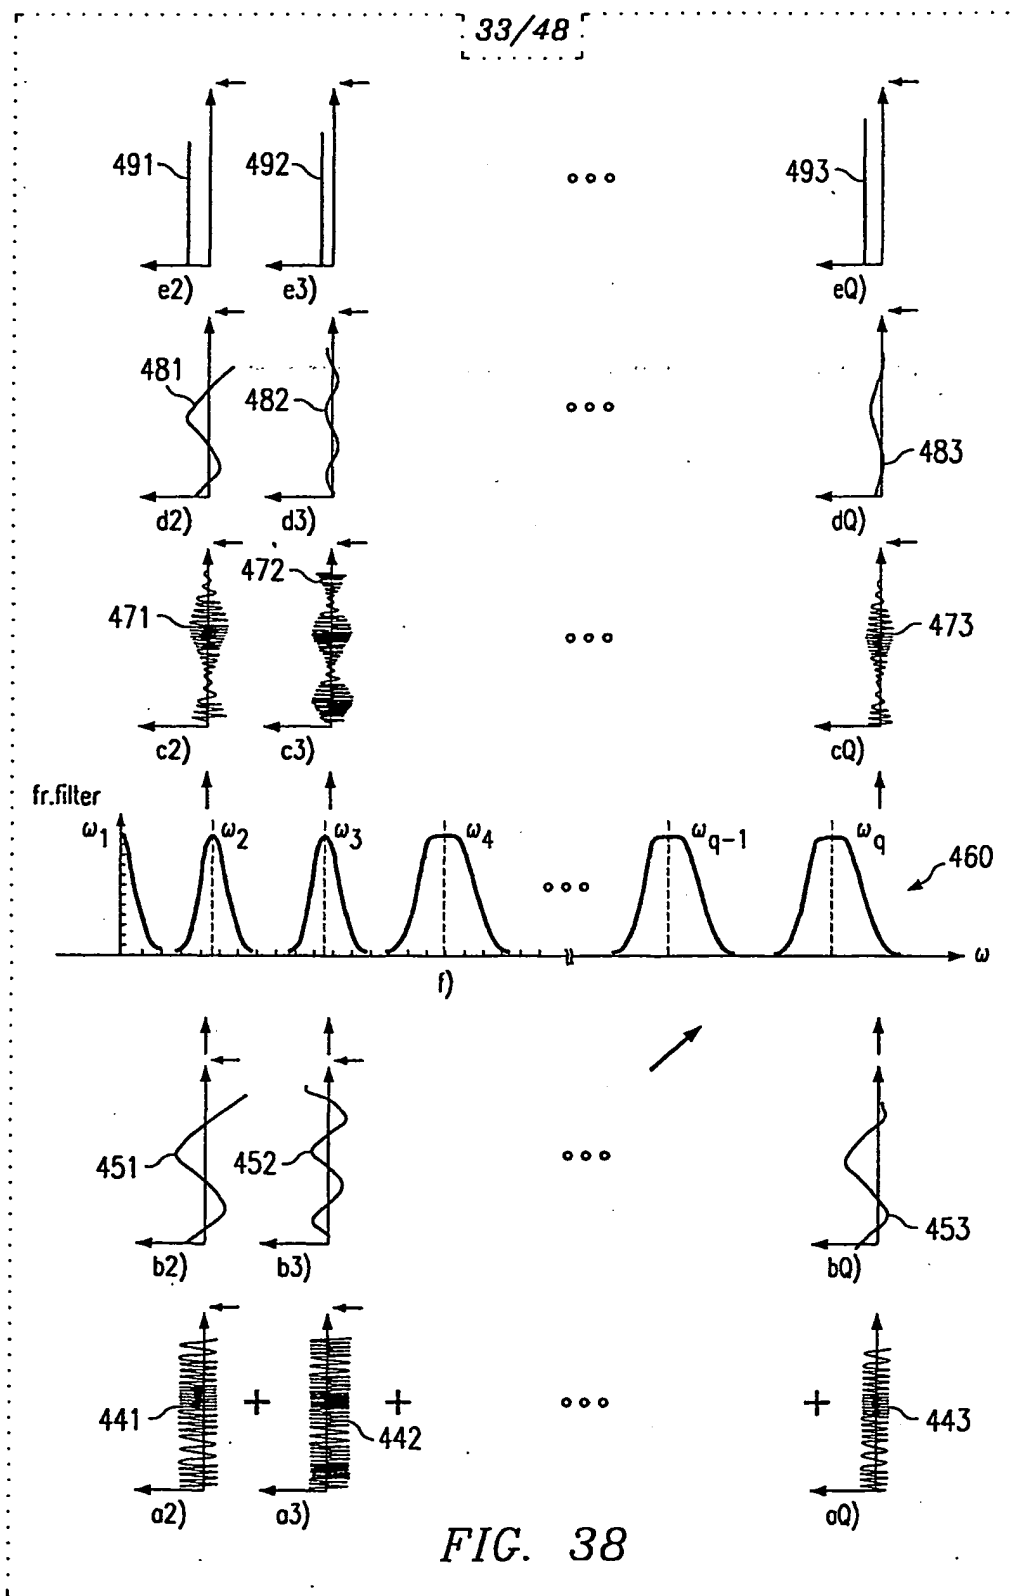 33/48
491 492 493
e2) e3) eQ)
481 482 483
d2) d3) dQ)
472
471 473
c2) c3) cQ)
fr.filter
ω1 ω2 ω3 ω4 ωq-1 ωq
460
ω
f)
451 452 453
b2) b3) bQ)
+ + +
441 442 443
a2) a3) aQ)
FIG. 38